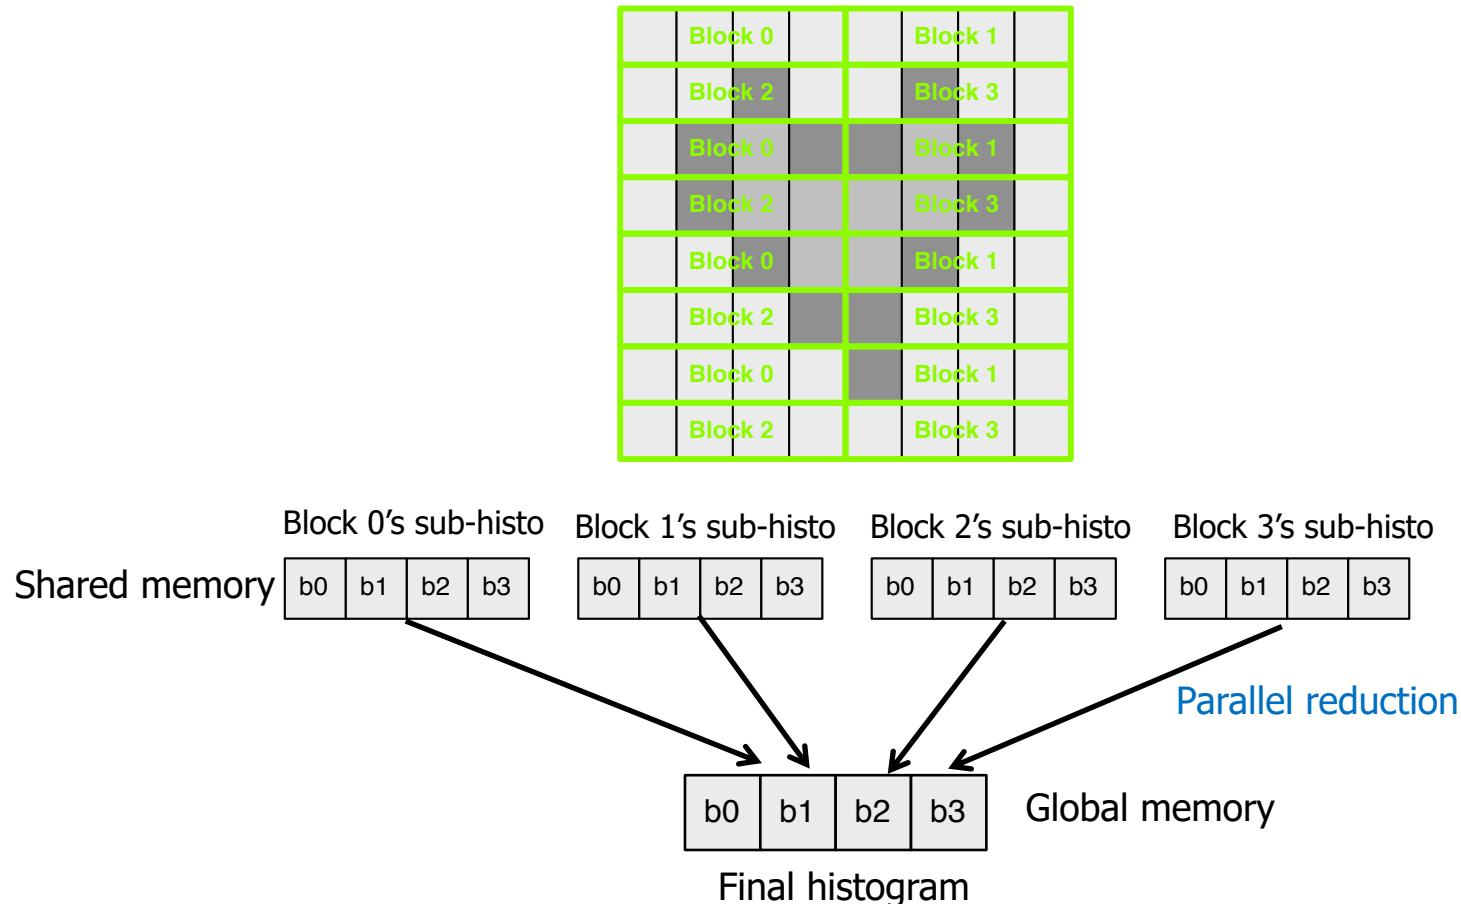 Block 0 Block 1
Block 2 Block 3
Block 0 Block 1
Block 2 Block 3
Block 0 Block 1
Block 2 Block 3
Block 0 Block 1
Block 2 Block 3
Block 0's sub-histo Block 1's sub-histo Block 2's sub-histo Block 3's sub-histo
Shared memory b0 b1 b2 b3 b0 b1 b2 b3 b0 b1 b2 b3 b0 b1 b2 b3
Parallel reduction
b0 b1 b2 b3 Global memory
Final histogram